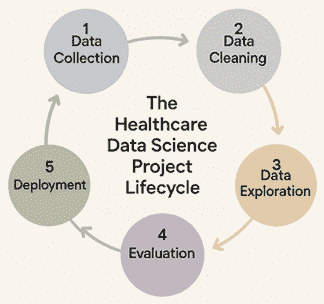 1
Data
Collection
2
Data
Cleaning
The
Healthcare
Data Science
Project
Lifecycle
3
Data
Exploration
4
Evaluation
5
Deployment